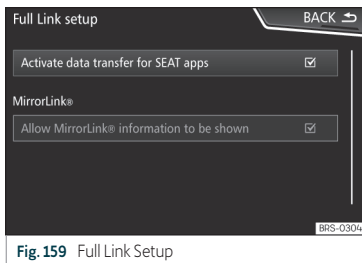 Full Link setup
BACK
Activate data transfer for SEAT apps
MirrorLink®
Allow MirrorLink® information to be shown
BRS-0304
Fig. 159 Full Link Setup